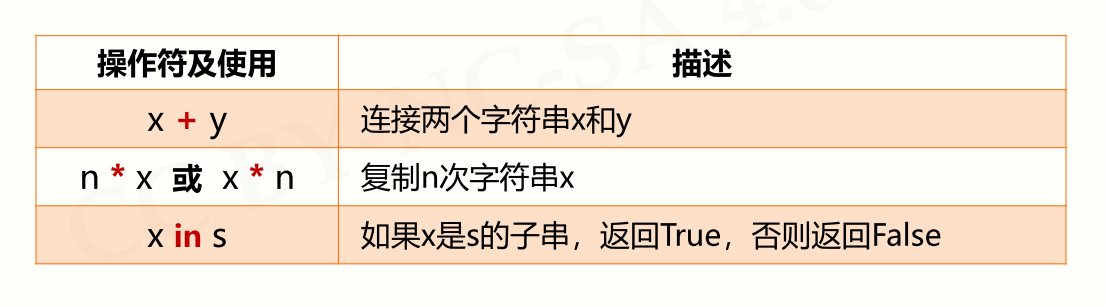 CC BY-NC-SA 4.0
操作符及使用 描述
x + y 连接两个字符串x和y
n * x 或 x * n 复制n次字符串x
x in s 如果x是s的子串，返回True，否则返回False